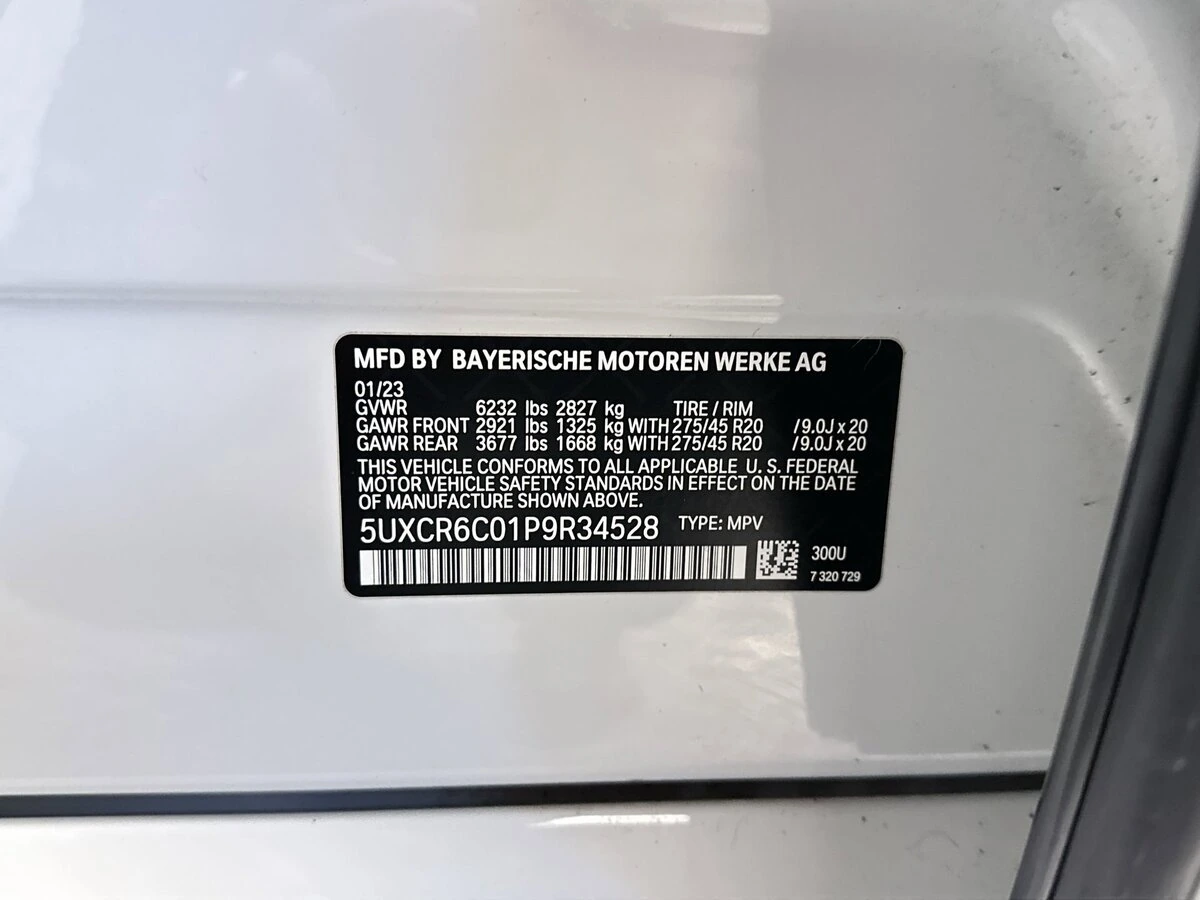 MFD BY BAYERISCHE MOTOREN WERKE AG
01/23
GVWR 6232 lbs 2827 kg TIRE / RIM
GAWR FRONT 2921 lbs 1325 kg WITH 275/45 R20 / 9.0J x 20
GAWR REAR 3677 lbs 1668 kg WITH 275/45 R20 / 9.0J x 20
THIS VEHICLE CONFORMS TO ALL APPLICABLE U. S. FEDERAL
MOTOR VEHICLE SAFETY STANDARDS IN EFFECT ON THE DATE
OF MANUFACTURE SHOWN ABOVE.
5UXCR6C01P9R34528 TYPE: MPV
300U
7 320 729